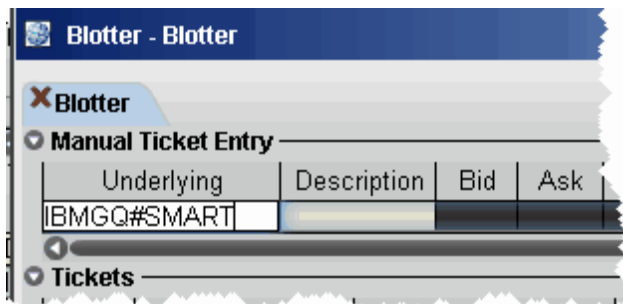 Blotter - Blotter
Blotter
Manual Ticket Entry
Underlying Description Bid Ask
IBMGQ#SMART
Tickets